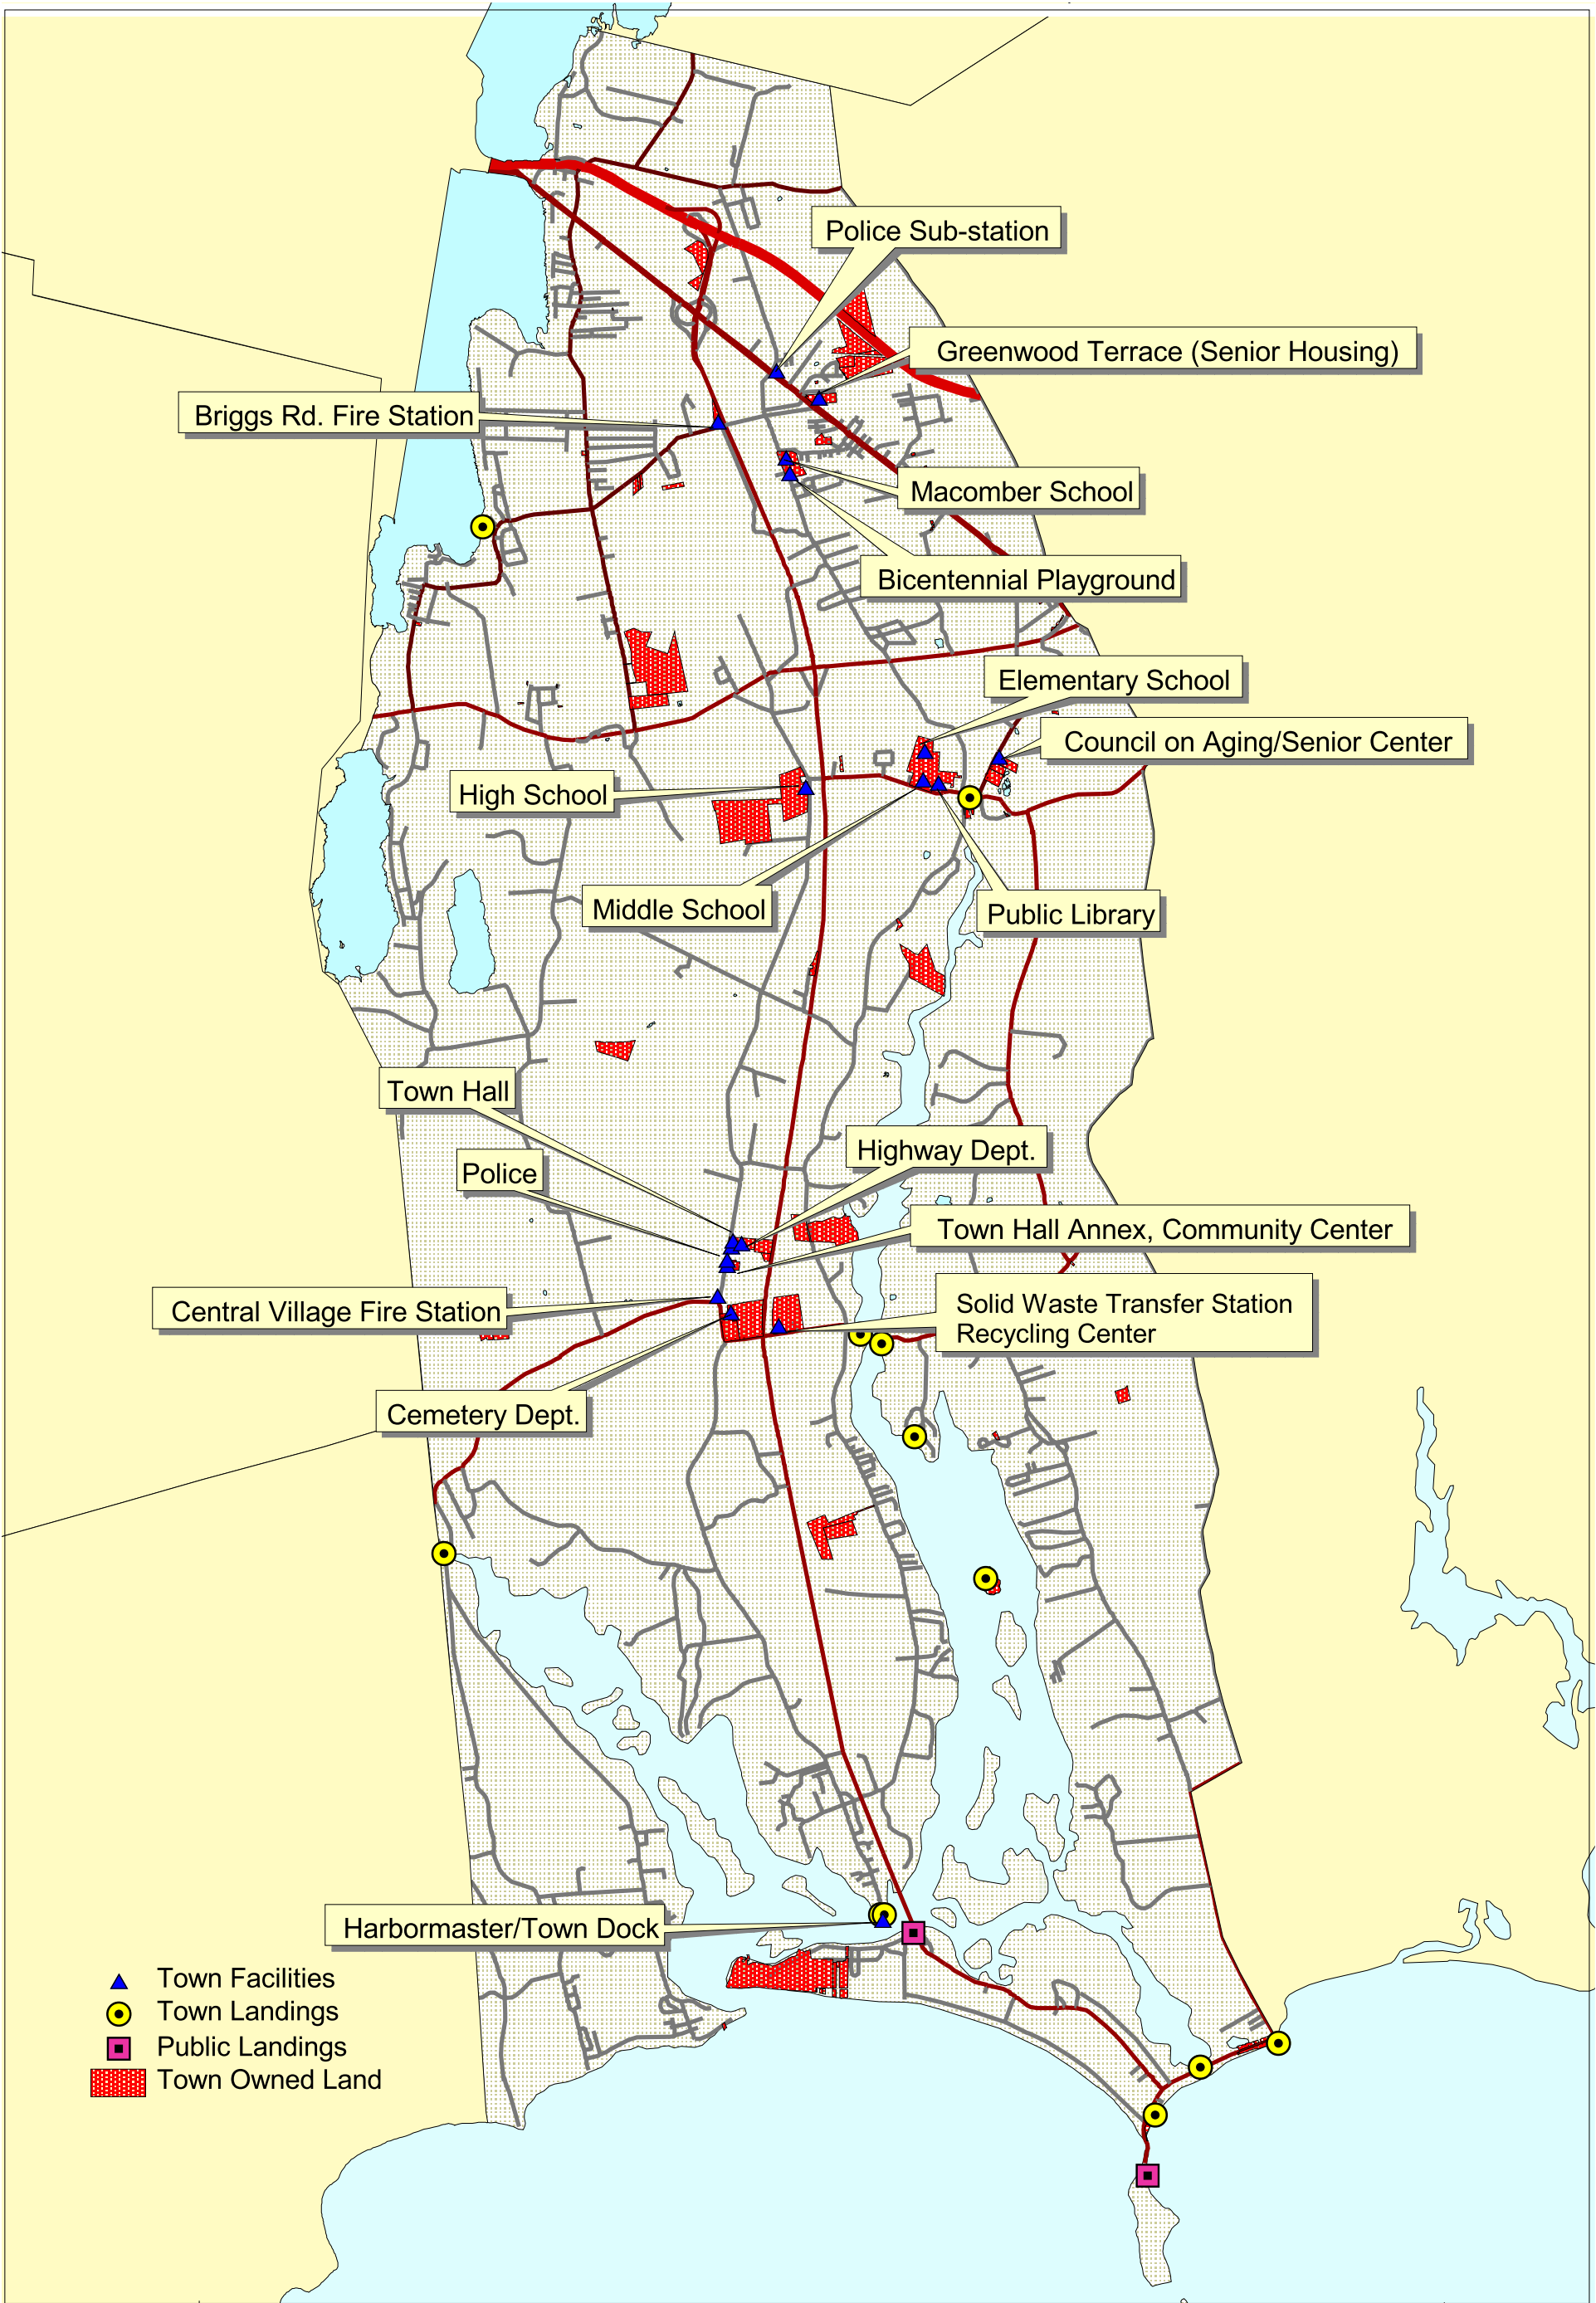 Police Sub-station
Greenwood Terrace (Senior Housing)
Briggs Rd. Fire Station
Macomber School
Bicentennial Playground
Elementary School
Council on Aging/Senior Center
High School
Middle School
Public Library
Town Hall
Highway Dept.
Police
Town Hall Annex, Community Center
Central Village Fire Station
Solid Waste Transfer Station
Recycling Center
Cemetery Dept.
Harbormaster/Town Dock
Town Facilities
Town Landings
Public Landings
Town Owned Land